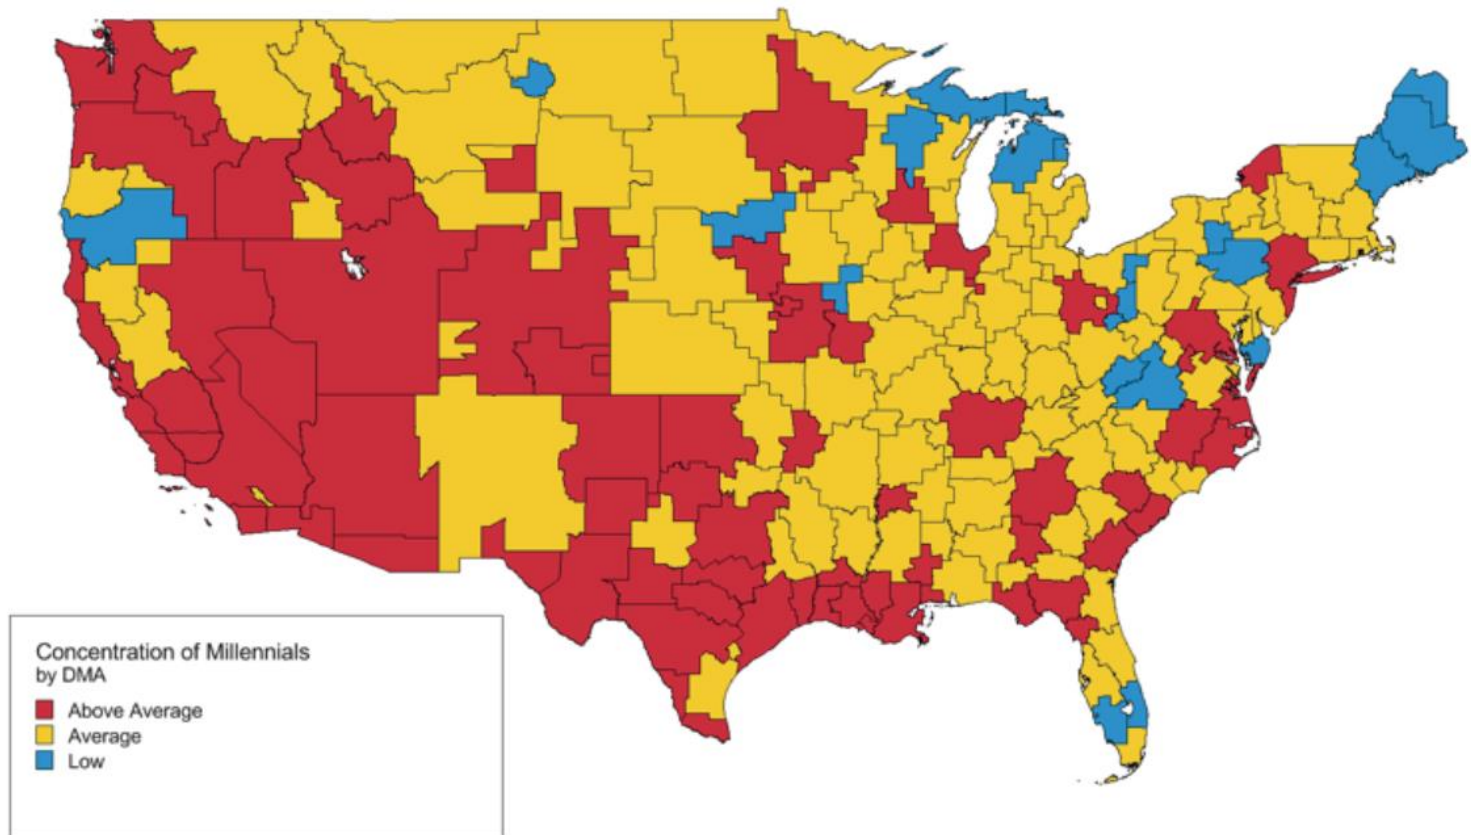 Concentration of Millennials
by DMA
Above Average
Average
Low